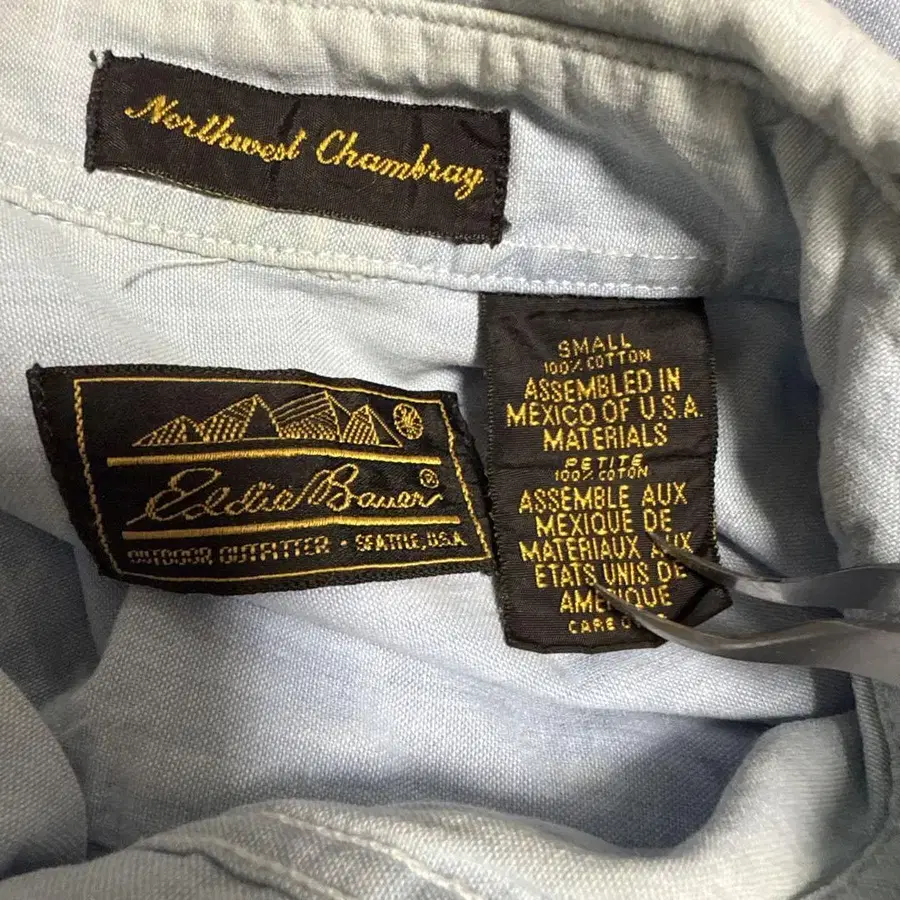 Northwest Chambray
Eddie Bauer®
OUTDOOR OUTFITTER · SEATTLE, U.S.A.
SMALL
100% COTTON
ASSEMBLED IN
MEXICO OF U.S.A.
MATERIALS
PETITE
100% COTON
ASSEMBLE AUX
MEXIQUE DE
MATERIAUX AUX
ETATS UNIS DE
AMERIQUE
CARE